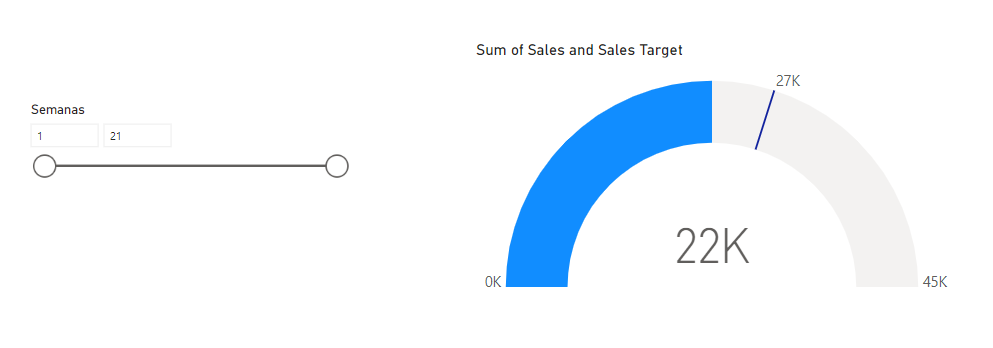 Sum of Sales and Sales Target
27K
Semanas
1 21
22K
0K 45K